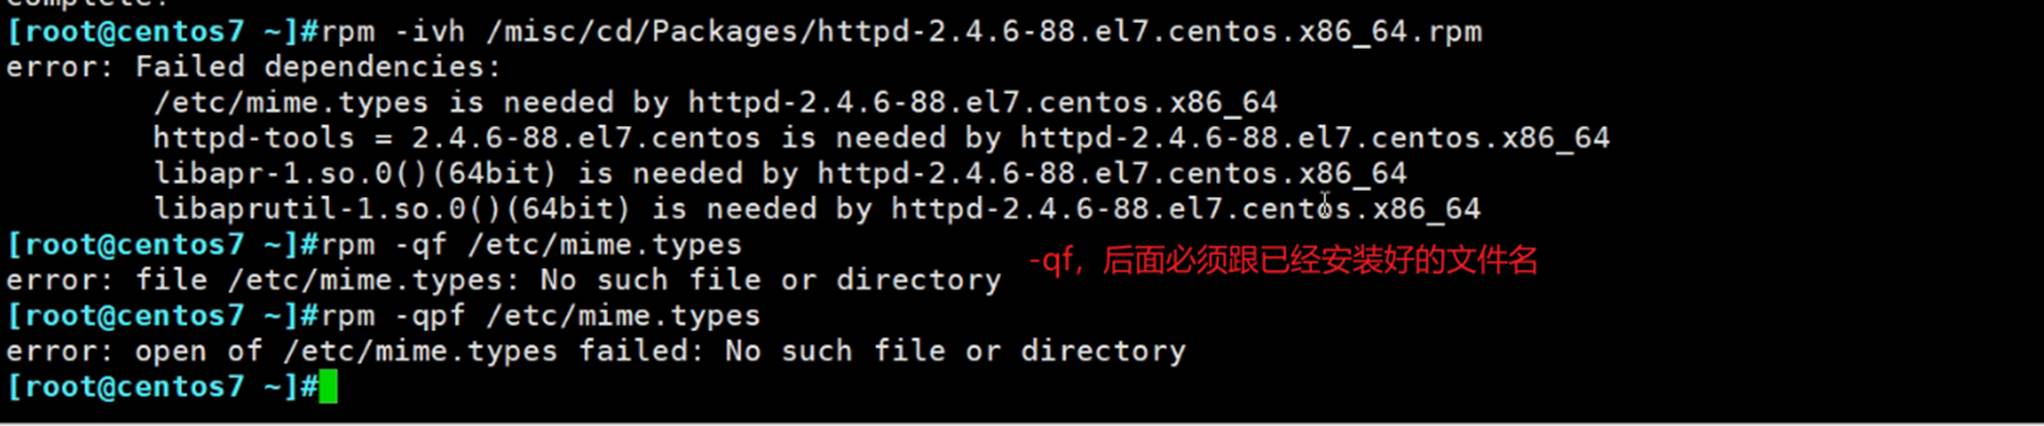 complete!
[root@centos7 ~]#rpm -ivh /misc/cd/Packages/httpd-2.4.6-88.el7.centos.x86_64.rpm
error: Failed dependencies:
        /etc/mime.types is needed by httpd-2.4.6-88.el7.centos.x86_64
        httpd-tools = 2.4.6-88.el7.centos is needed by httpd-2.4.6-88.el7.centos.x86_64
        libapr-1.so.0()(64bit) is needed by httpd-2.4.6-88.el7.centos.x86_64
        libaprutil-1.so.0()(64bit) is needed by httpd-2.4.6-88.el7.centos.x86_64
[root@centos7 ~]#rpm -qf /etc/mime.types
-qf，后面必须跟已经安装好的文件名
error: file /etc/mime.types: No such file or directory
[root@centos7 ~]#rpm -qpf /etc/mime.types
error: open of /etc/mime.types failed: No such file or directory
[root@centos7 ~]#